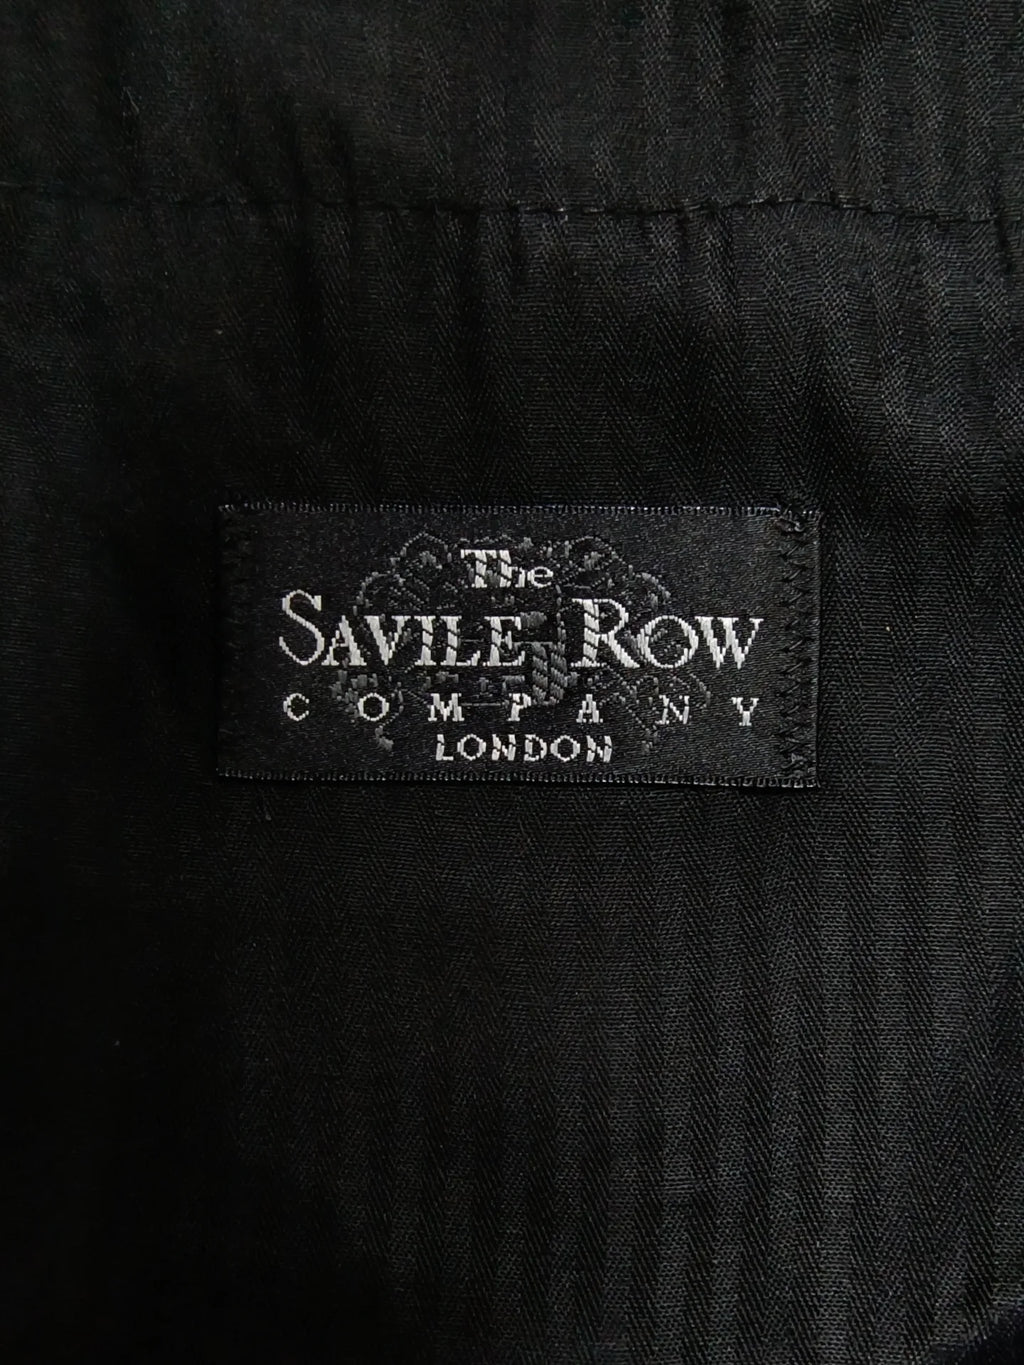 The
SAVILE ROW
COMPANY
LONDON